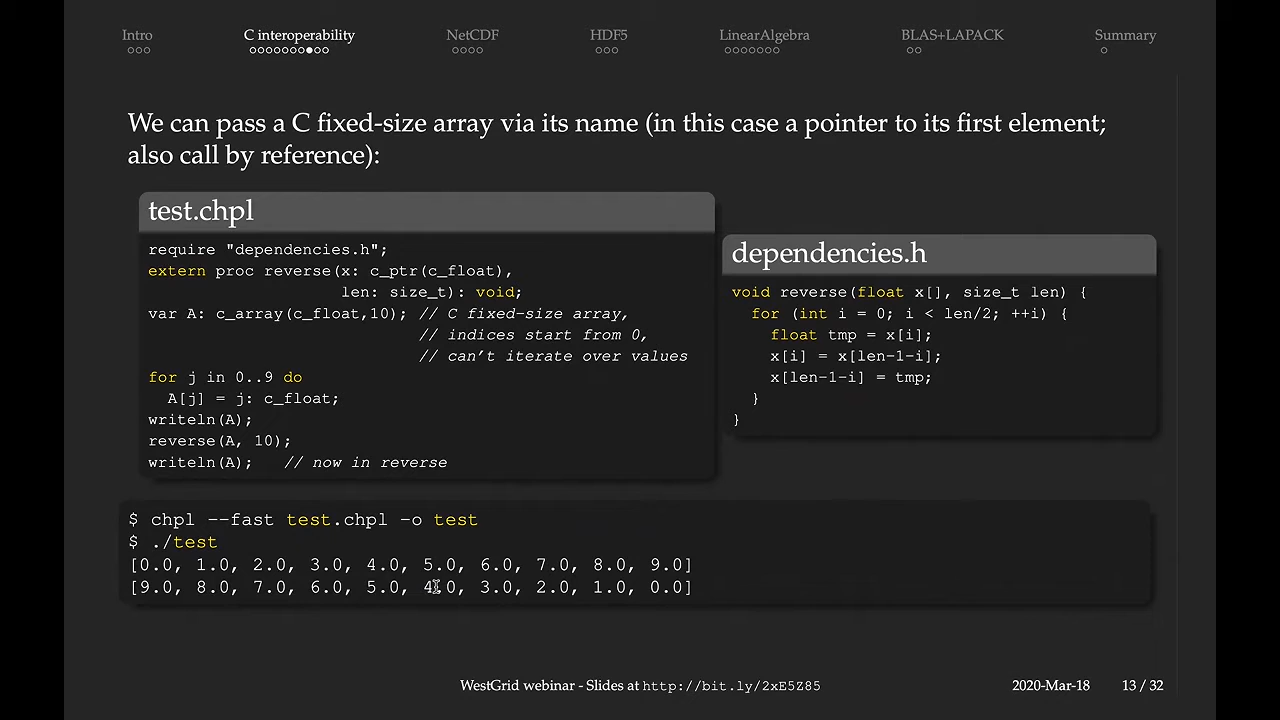 Intro C interoperability NetCDF HDF5 LinearAlgebra BLAS+LAPACK Summary
We can pass a C fixed-size array via its name (in this case a pointer to its first element;
also call by reference):
test.chpl
require "dependencies.h";
extern proc reverse(x: c_ptr(c_float),
len: size_t): void;
var A: c_array(c_float,10); // C fixed-size array,
// indices start from 0,
// can't iterate over values
for j in 0..9 do
A[j] = j: c_float;
writeln(A);
reverse(A, 10);
writeln(A); // now in reverse
dependencies.h
void reverse(float x[], size_t len) {
for (int i = 0; i < len/2; ++i) {
float tmp = x[i];
x[i] = x[len-1-i];
x[len-1-i] = tmp;
}
}
$ chpl --fast test.chpl -o test
$ ./test
[0.0, 1.0, 2.0, 3.0, 4.0, 5.0, 6.0, 7.0, 8.0, 9.0]
[9.0, 8.0, 7.0, 6.0, 5.0, 4.0, 3.0, 2.0, 1.0, 0.0]
WestGrid webinar - Slides at http://bit.ly/2xE5Z85 2020-Mar-18 13 / 32